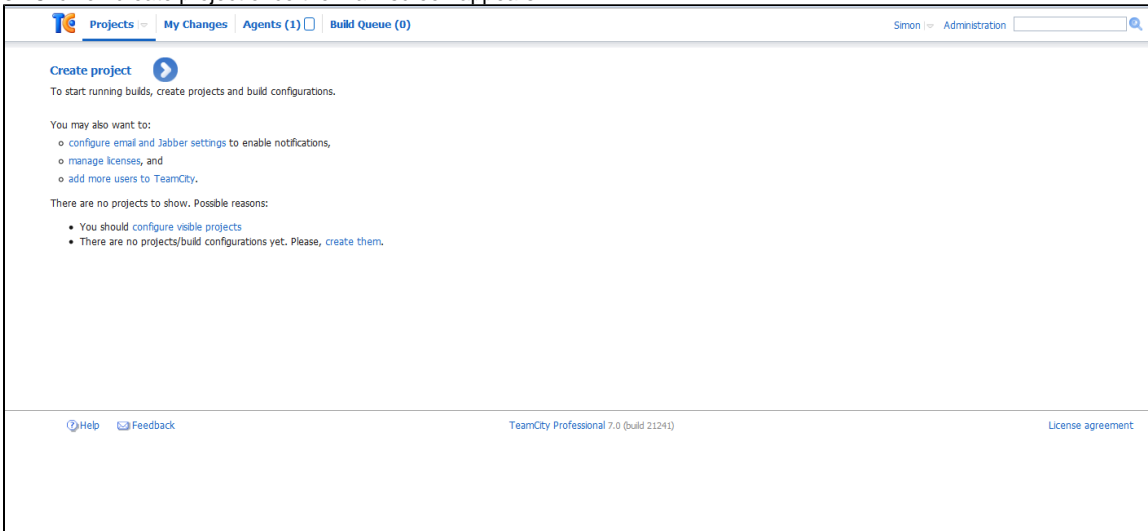 TC Projects My Changes Agents (1) Build Queue (0) Simon Administration
Create project
To start running builds, create projects and build configurations.
You may also want to:
configure email and Jabber settings to enable notifications,
manage licenses, and
add more users to TeamCity.
There are no projects to show. Possible reasons:
• You should configure visible projects
• There are no projects/build configurations yet. Please, create them.
Help Feedback TeamCity Professional 7.0 (build 21241) License agreement